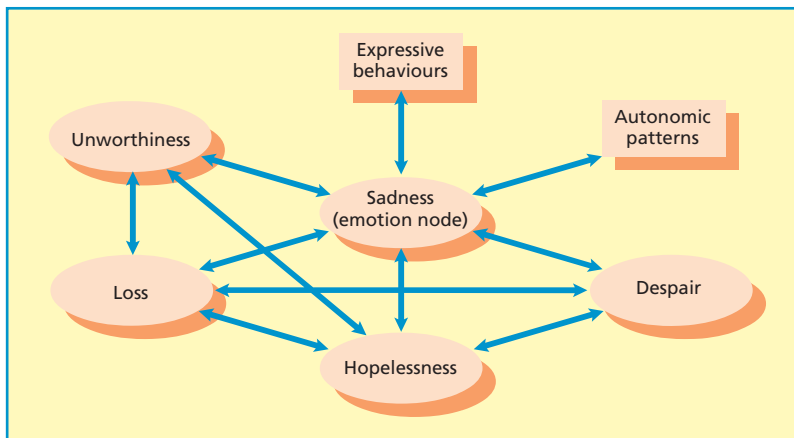 Expressive
behaviours
Autonomic
patterns
Unworthiness
Sadness
(emotion node)
Loss
Despair
Hopelessness